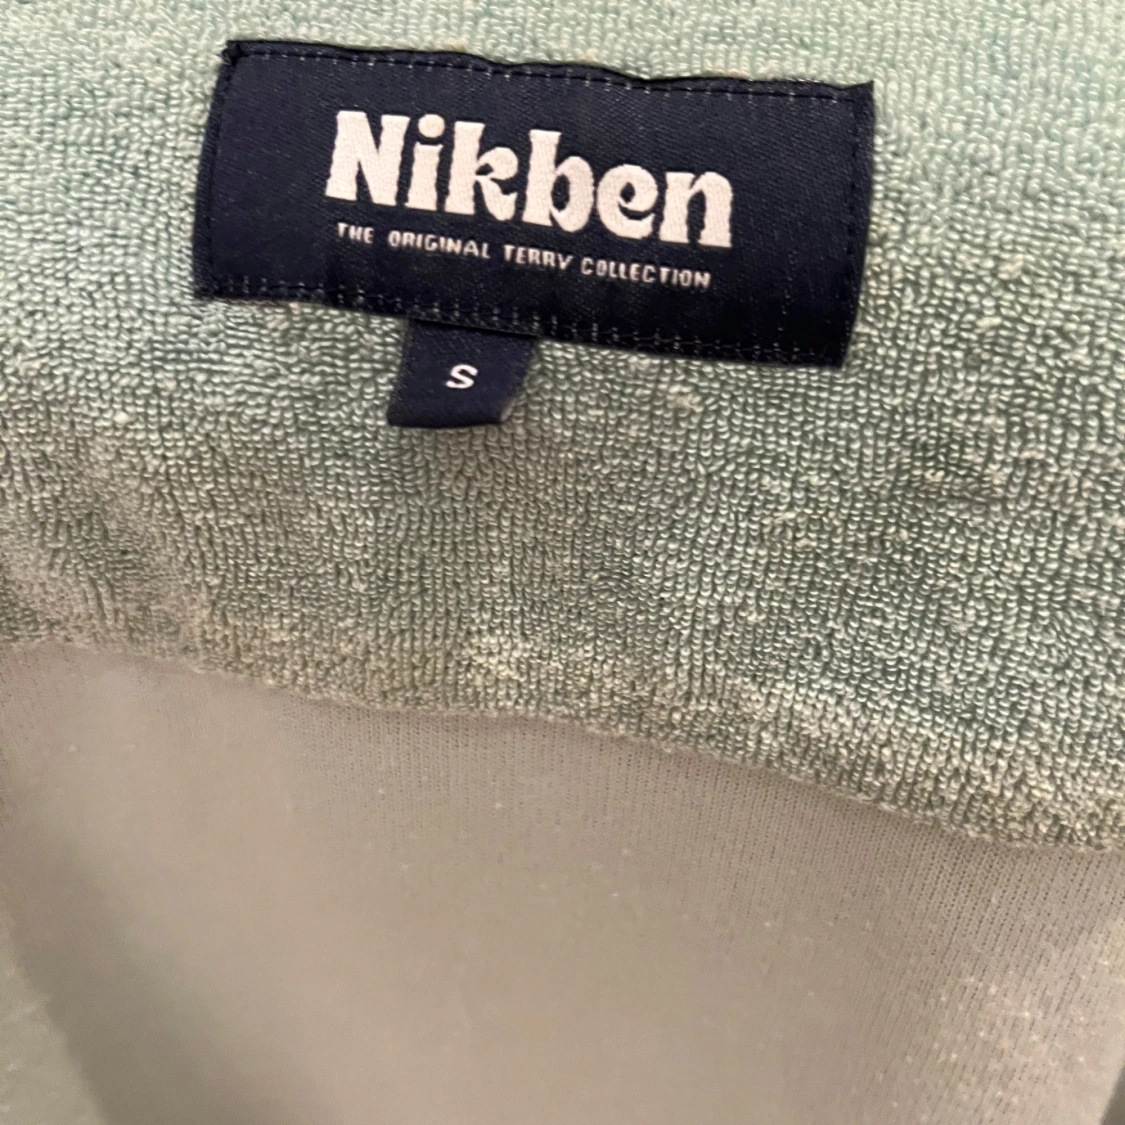 Nikben
THE ORIGINAL TERRY COLLECTION
S